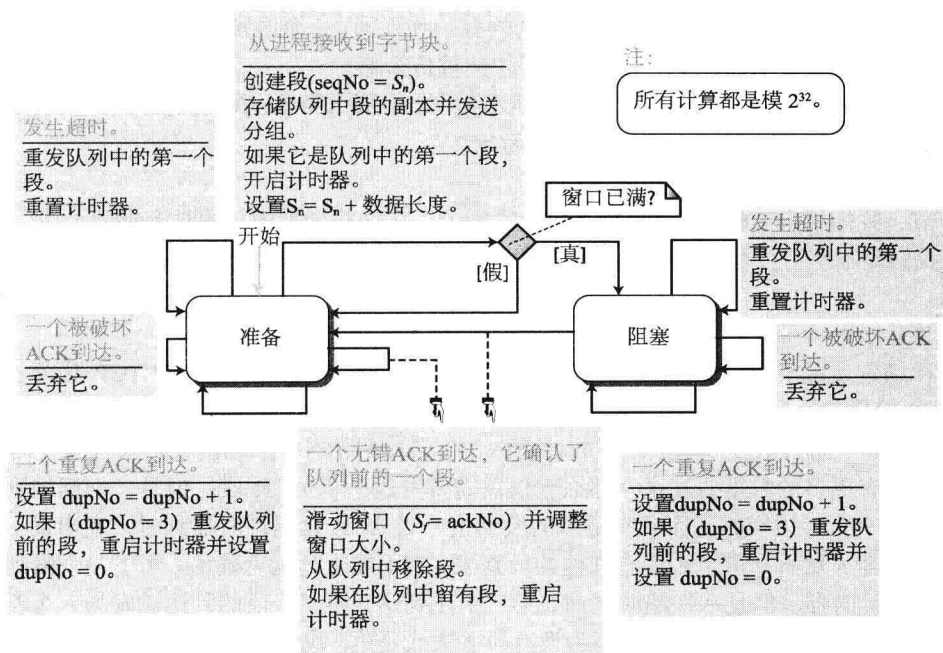 从进程接收到字节块。
创建段(seqNo = Sₙ)。
存储队列中段的副本并发送
分组。
如果它是队列中的第一个段，
开启计时器。
设置Sₙ= Sₙ + 数据长度。
注:
所有计算都是模 2³²。
发生超时。
重发队列中的第一个
段。
重置计时器。
窗口已满?
开始
[假]
[真]
发生超时。
重发队列中的第一个
段。
重置计时器。
准备
阻塞
一个被破坏
ACK到达。
丢弃它。
一个被破坏ACK
到达。
丢弃它。
一个重复ACK到达。
设置 dupNo = dupNo + 1。
如果（dupNo = 3）重发队列
前的段，重启计时器并设置
dupNo = 0。
一个无错ACK到达，它确认了
队列前的一个段。
滑动窗口（Sf= ackNo）并调整
窗口大小。
从队列中移除段。
如果在队列中留有段，重启
计时器。
一个重复ACK到达。
设置dupNo = dupNo + 1。
如果（dupNo = 3）重发队
列前的段，重启计时器并
设置 dupNo = 0。